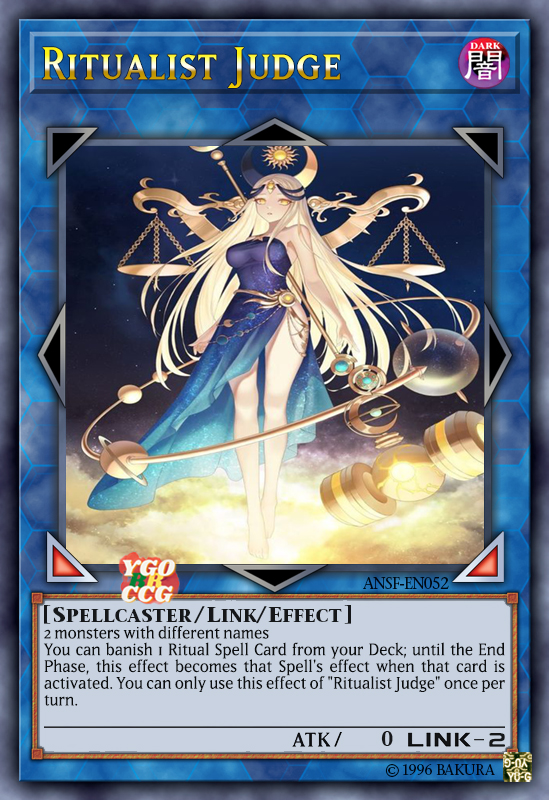 Ritualist Judge
DARK
闇
YGO
CCG
ANSF-EN052
[Spellcaster/Link/Effect]
2 monsters with different names
You can banish 1 Ritual Spell Card from your Deck; until the End
Phase, this effect becomes that Spell's effect when that card is
activated. You can only use this effect of "Ritualist Judge" once per
turn.
ATK/ 0 LINK-2
© 1996 BAKURA